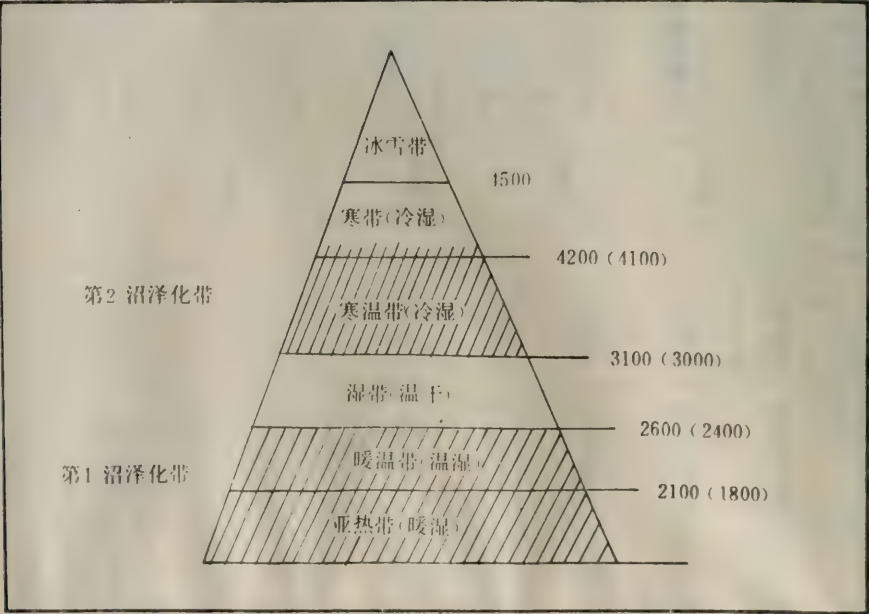 冰雪带
4500
寒带(冷湿)
4200(4100)
第2沼泽化带
寒温带(冷湿)
3100(3000)
湿带(温干)
2600(2400)
第1沼泽化带
暖温带(温湿)
2100(1800)
亚热带(暖湿)